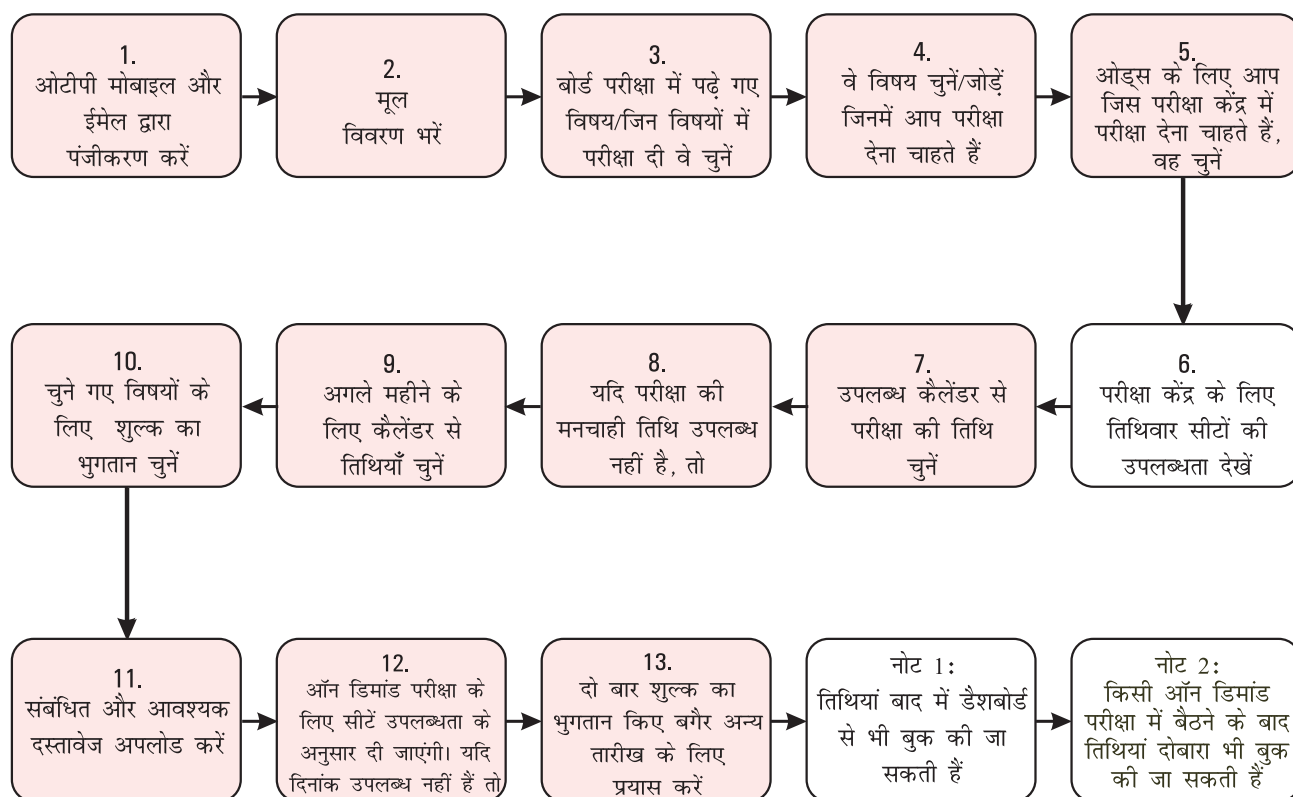 1.
ओटीपी मोबाइल और
ईमेल द्वारा
पंजीकरण करें
2.
मूल
विवरण भरें
3.
बोर्ड परीक्षा में पढ़े गए
विषय/जिन विषयों में
परीक्षा दी वे चुनें
4.
वे विषय चुनें/जोड़ें
जिनमें आप परीक्षा
देना चाहते हैं
5.
ओड्स के लिए आप
जिस परीक्षा केंद्र में
परीक्षा देना चाहते हैं,
वह चुनें
6.
परीक्षा केंद्र के लिए
तिथिवार सीटों की
उपलब्धता देखें
7.
उपलब्ध कैलेंडर से
परीक्षा की तिथि
चुनें
8.
यदि परीक्षा की
मनचाही तिथि उपलब्ध
नहीं है, तो
9.
अगले महीने के
लिए कैलेंडर से
तिथियाँ चुनें
10.
चुने गए विषयों के
लिए शुल्क का
भुगतान चुनें
11.
संबंधित और आवश्यक
दस्तावेज अपलोड करें
12.
ऑन डिमांड परीक्षा के
लिए सीटें उपलब्धता के
अनुसार दी जाएंगी। यदि
दिनांक उपलब्ध नहीं हैं तो
13.
दो बार शुल्क का
भुगतान किए बगैर अन्य
तारीख के लिए
प्रयास करें
नोट 1:
तिथियां बाद में डैशबोर्ड
से भी बुक की जा
सकती हैं
नोट 2:
किसी ऑन डिमांड
परीक्षा में बैठने के बाद
तिथियां दोबारा भी बुक
की जा सकती हैं